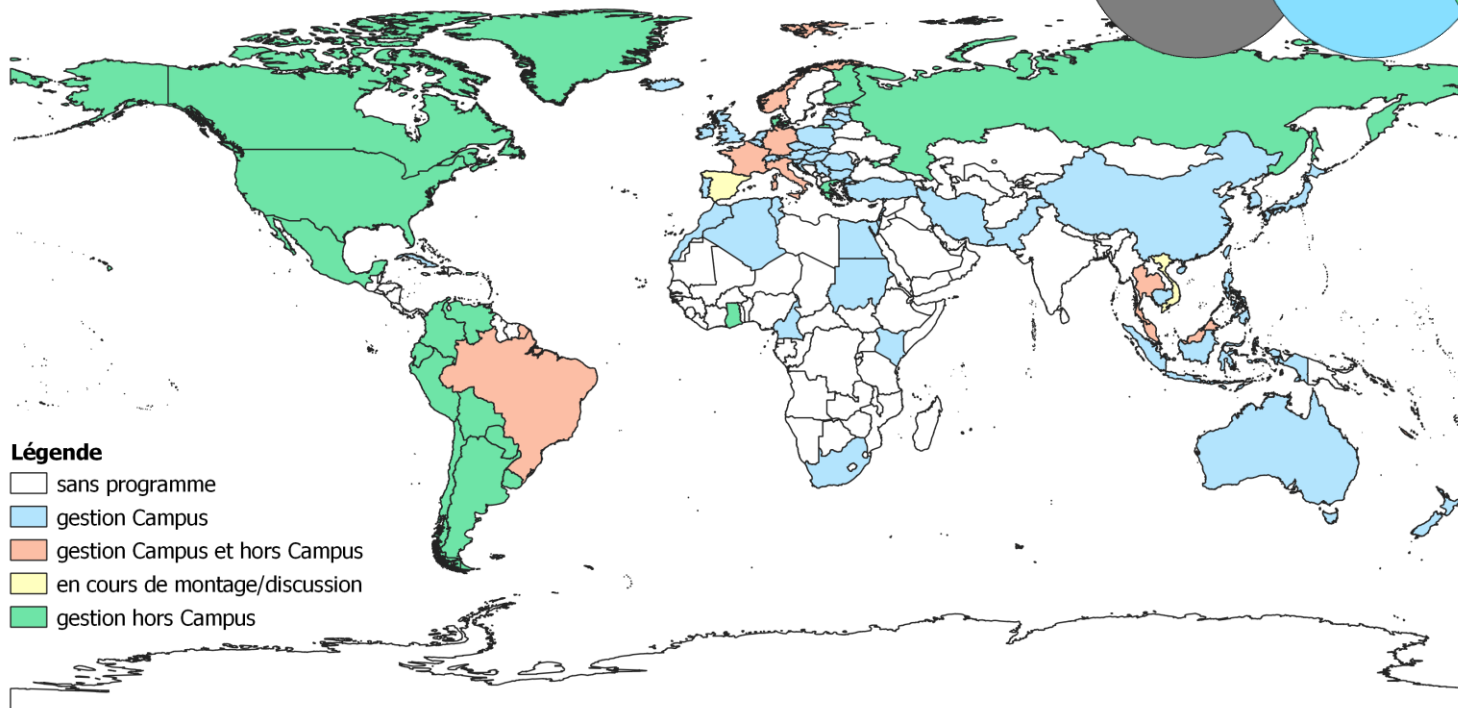 Légende
sans programme
gestion Campus
gestion Campus et hors Campus
en cours de montage/discussion
gestion hors Campus